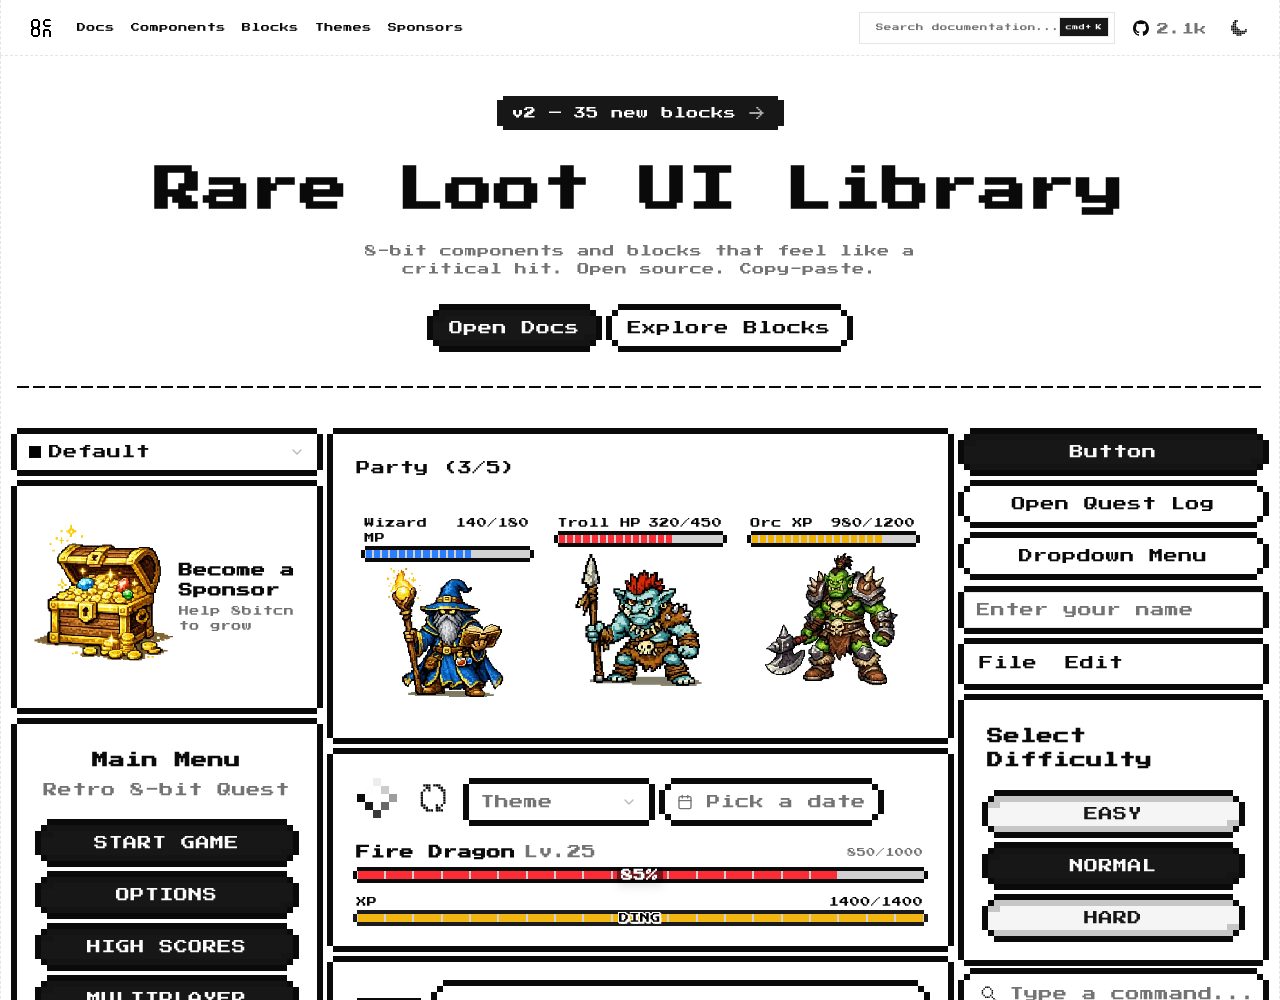 8c
0n
Docs Components Blocks Themes Sponsors
Search documentation... cmd+ K
2.1k
v2 — 35 new blocks →
Rare Loot UI Library
8-bit components and blocks that feel like a
critical hit. Open source. Copy-paste.
Open Docs
Explore Blocks
Default
Become a
Sponsor
Help 8bitcn
to grow
Main Menu
Retro 8-bit Quest
START GAME
OPTIONS
HIGH SCORES
MULTIPLAYER
Party (3/5)
Wizard 140/180
MP
Troll HP 320/450
Orc XP 980/1200
Theme
Pick a date
Fire Dragon Lv.25 850/1000
85%
XP 1400/1400
DING
Button
Open Quest Log
Dropdown Menu
Enter your name
File Edit
Select
Difficulty
EASY
NORMAL
HARD
Type a command...